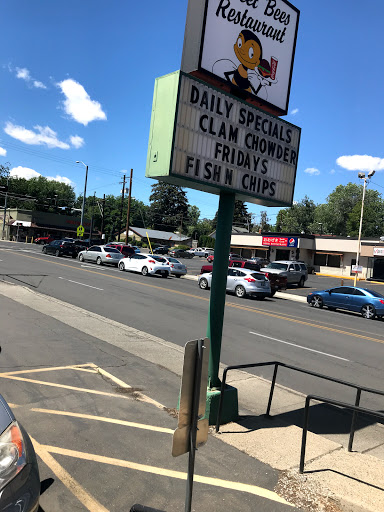 Bees
Restaurant
DAILY SPECIALS
CLAM CHOWDER
FRIDAYS
FISH N CHIPS